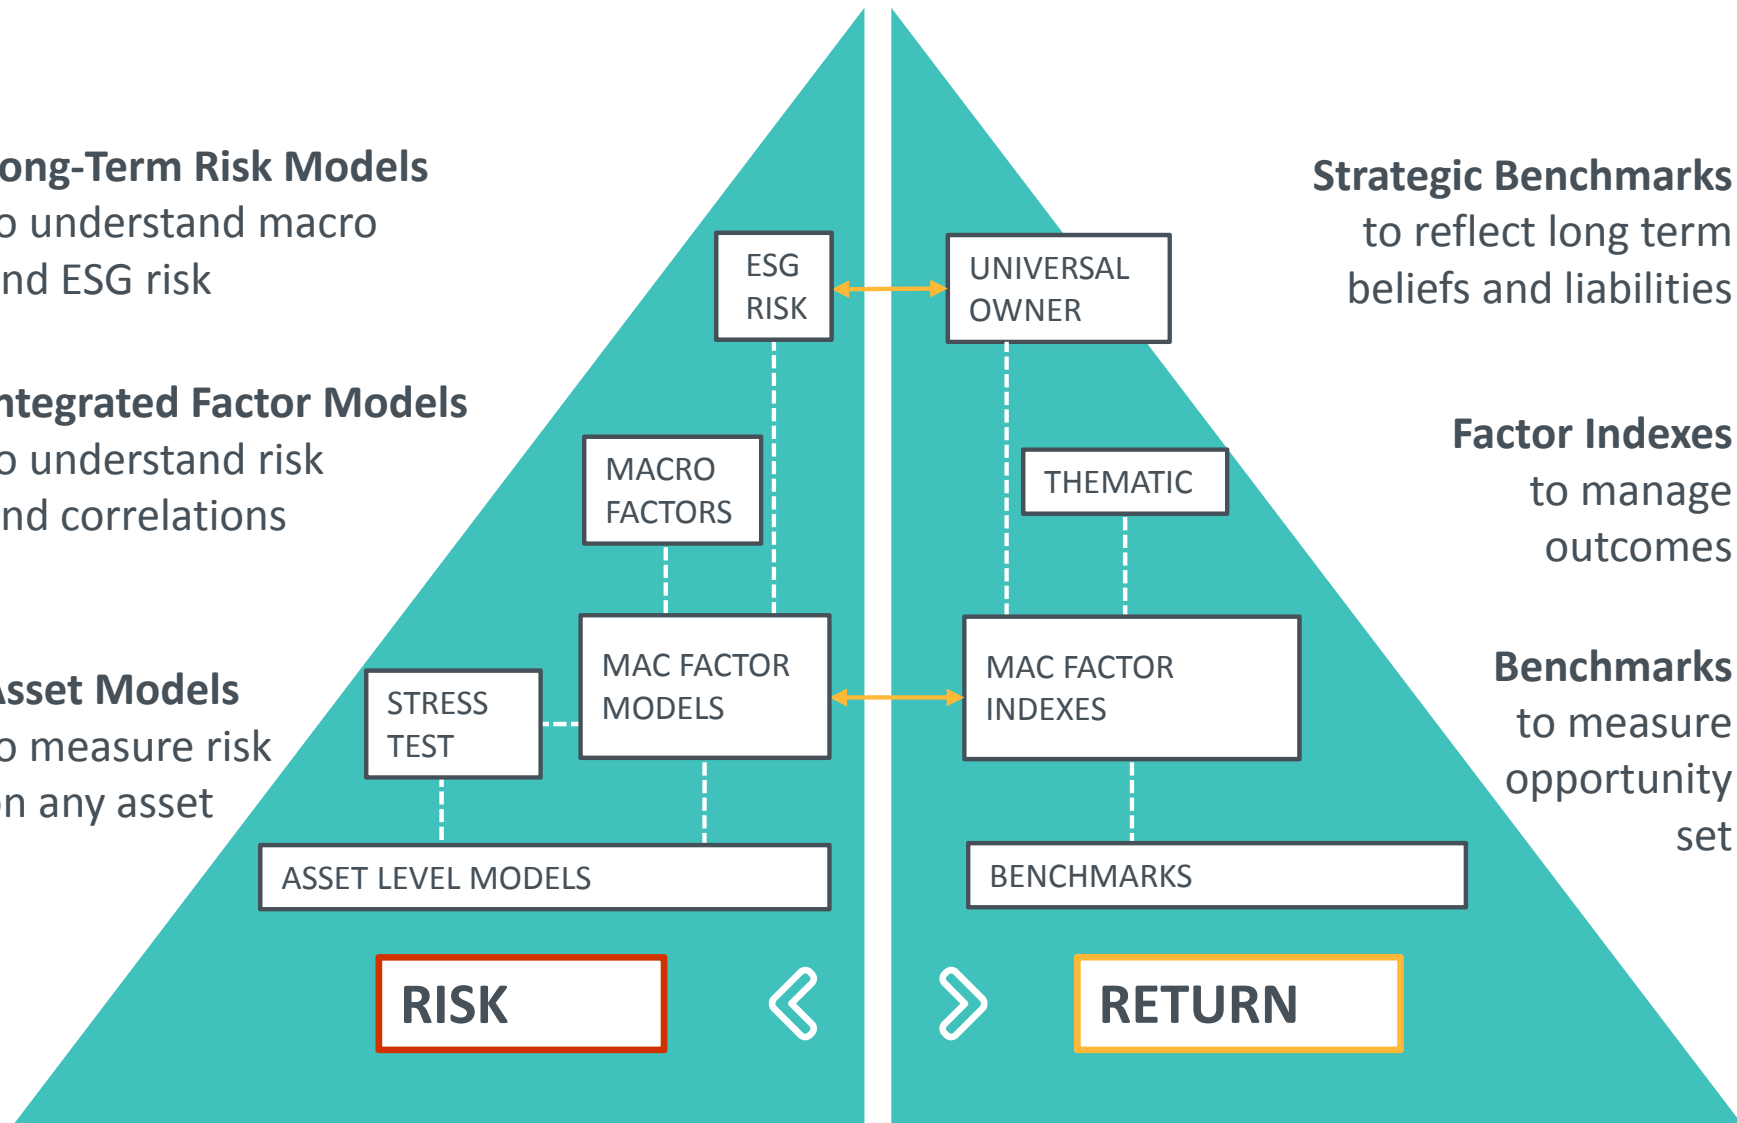 ong-Term Risk Models
o understand macro
nd ESG risk
ntegrated Factor Models
o understand risk
nd correlations
Asset Models
o measure risk
on any asset
ESG
RISK
MACRO
FACTORS
MAC FACTOR
MODELS
STRESS
TEST
ASSET LEVEL MODELS
RISK
UNIVERSAL
OWNER
THEMATIC
MAC FACTOR
INDEXES
BENCHMARKS
RETURN
Strategic Benchmarks
to reflect long term
beliefs and liabilities
Factor Indexes
to manage
outcomes
Benchmarks
to measure
opportunity
set